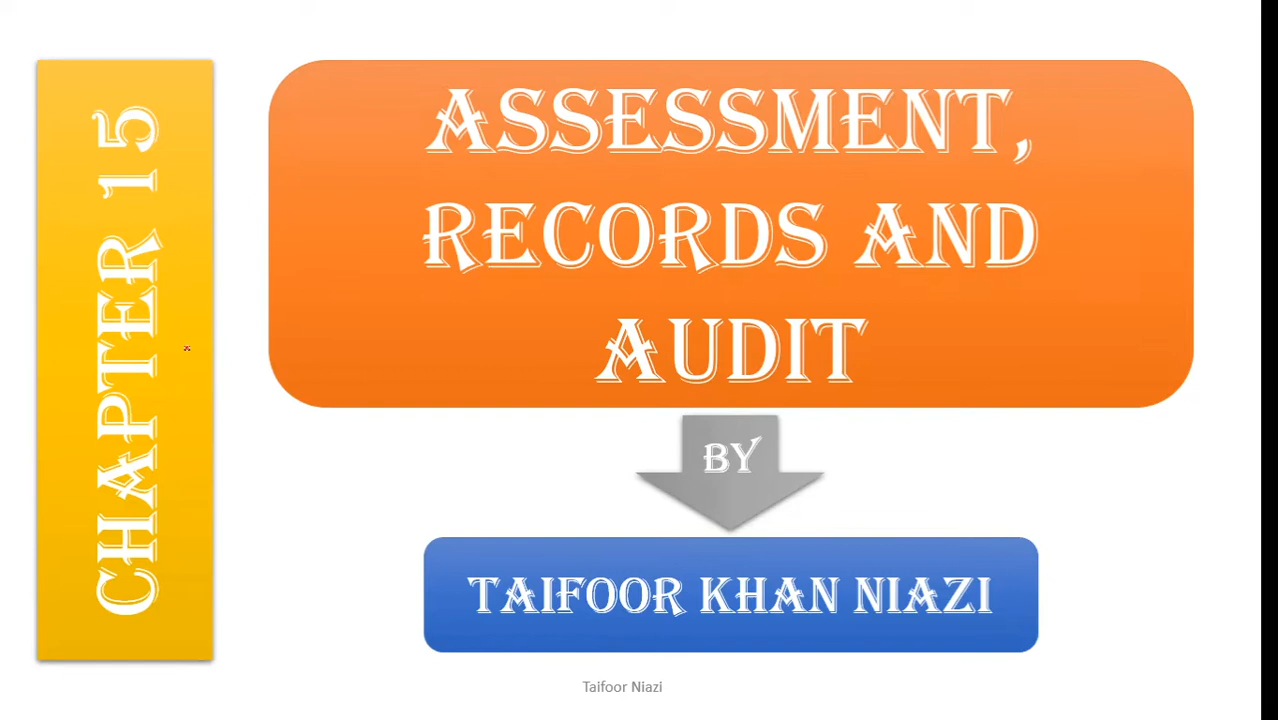 CHAPTER 15
ASSESSMENT,
RECORDS AND
AUDIT
BY
TAIFOOR KHAN NIAZI
Taifoor Niazi